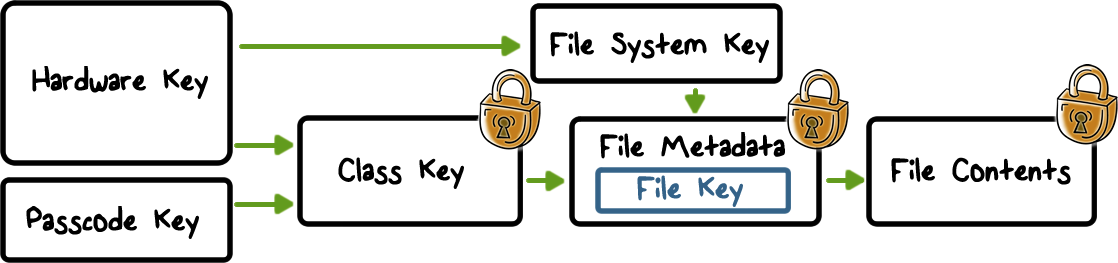 Hardware Key
File System Key
Passcode Key
Class Key
File Metadata
File Key
File Contents